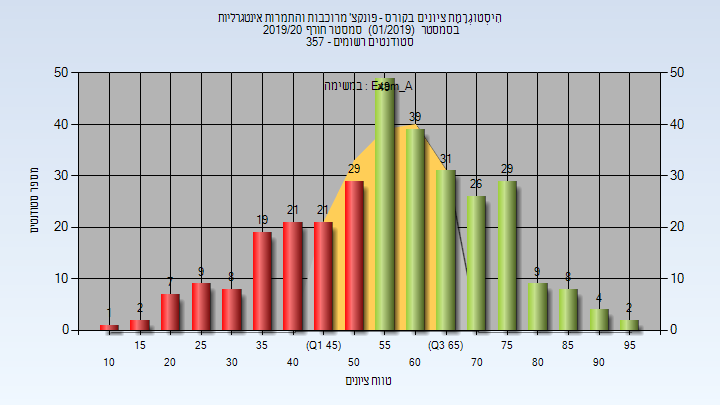 הִיסְטוֹגְרַמַּת ציונים בקורס - פונקצ' מרוכבות והתמרות אינטגרליות
בסמסטר (01/2019) סמסטר חורף 2019/20
סטודנטים רשומים - 357
במשימה : Exam_A
50 50
40 40
30 30
20 20
10 10
0 0
מספר סטודנטים
1 2 7 9 8 19 21 21 29 49 39 31 26 29 9 8 4 2
15 25 35 (Q1 45) 55 (Q3 65) 75 85 95
10 20 30 40 50 60 70 80 90
טווח ציונים